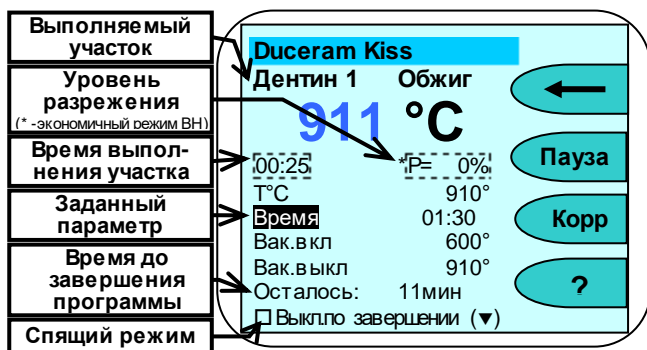 Выполняемый
участок
Уровень
разрежения
(* -экономичный режим ВН)
Время выпол-
нения участка
Заданный
параметр
Время до
завершения
программы
Спящий режим
Duceram Kiss
Дентин 1 Обжиг
911 °C
00:25 *P= 0%
T°C 910°
Время 01:30
Вак.вкл 600°
Вак.выкл 910°
Осталось: 11мин
Выкл.по завершении (▼)
Пауза
Корр
?